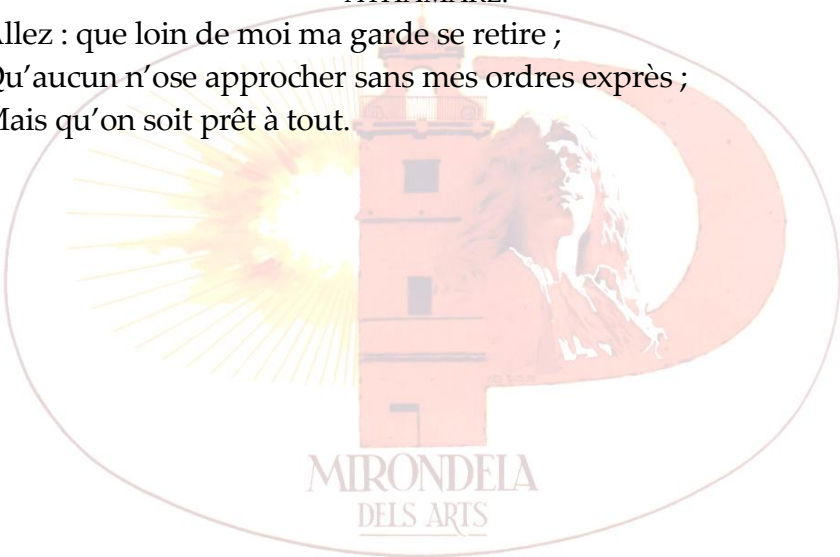 ATHAMARE.
Allez : que loin de moi ma garde se retire ;
Qu’aucun n’ose approcher sans mes ordres exprès ;
Mais qu’on soit prêt à tout.
MIRONDELA
DELS ARTS